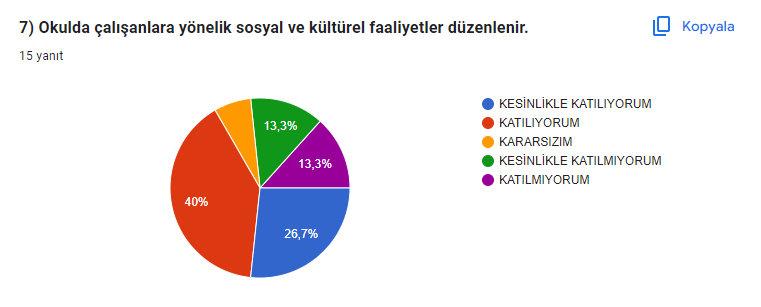 7) Okulda çalışanlara yönelik sosyal ve kültürel faaliyetler düzenlenir.
Kopyala
15 yanıt
KESİNLİKLE KATILIYORUM
KATILIYORUM
KARARSIZIM
KESİNLİKLE KATILMIYORUM
KATILMIYORUM
13,3%
13,3%
40%
26,7%